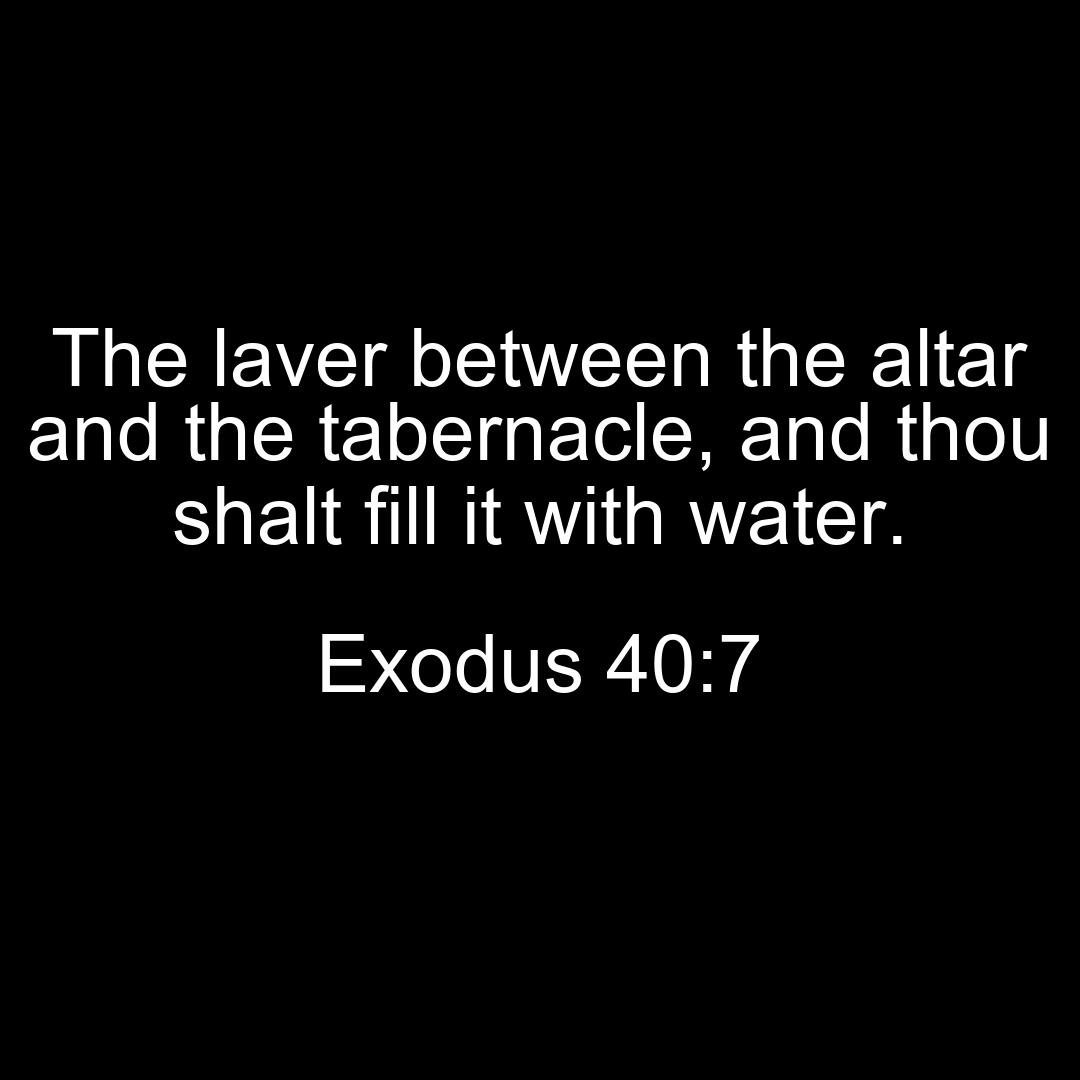 The laver between the altar
and the tabernacle, and thou
shalt fill it with water.
Exodus 40:7